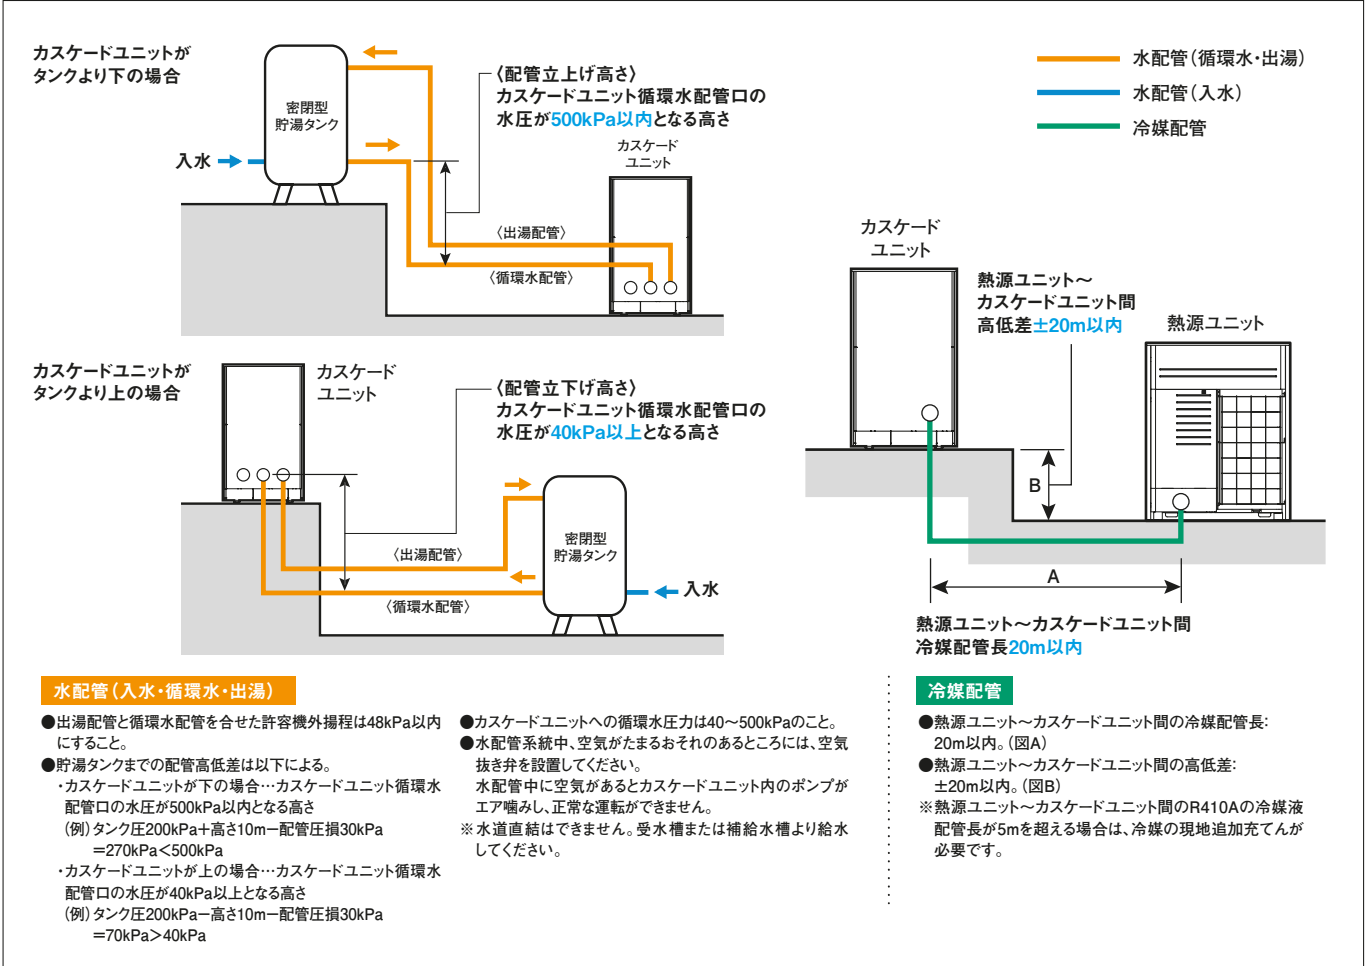 カスケードユニットが
タンクより下の場合
密閉型
貯湯タンク
入水
〈配管立上げ高さ〉
カスケードユニット循環水配管口の
水圧が500kPa以内となる高さ
カスケード
ユニット
〈出湯配管〉
〈循環水配管〉
水配管(循環水・出湯)
水配管(入水)
冷媒配管
カスケードユニットが
タンクより上の場合
カスケード
ユニット
〈配管立下げ高さ〉
カスケードユニット循環水配管口の
水圧が40kPa以上となる高さ
〈出湯配管〉
〈循環水配管〉
密閉型
貯湯タンク
入水
カスケード
ユニット
熱源ユニット～
カスケードユニット間
高低差±20m以内
熱源ユニット
B
A
熱源ユニット～カスケードユニット間
冷媒配管長20m以内
水配管(入水・循環水・出湯)
●出湯配管と循環水配管を合せた許容機外揚程は48kPa以内
にすること。
●貯湯タンクまでの配管高低差は以下による。
・カスケードユニットが下の場合…カスケードユニット循環水
配管口の水圧が500kPa以内となる高さ
(例)タンク圧200kPa＋高さ10m－配管圧損30kPa
＝270kPa＜500kPa
・カスケードユニットが上の場合…カスケードユニット循環水
配管口の水圧が40kPa以上となる高さ
(例)タンク圧200kPa－高さ10m－配管圧損30kPa
＝70kPa＞40kPa
●カスケードユニットへの循環水圧力は40～500kPaのこと。
●水配管系統中、空気がたまるおそれのあるところには、空気
抜き弁を設置してください。
水配管中に空気があるとカスケードユニット内のポンプが
エア噛みし、正常な運転ができません。
※水道直結はできません。受水槽または補給水槽より給水
してください。
冷媒配管
●熱源ユニット～カスケードユニット間の冷媒配管長：
20m以内。(図A)
●熱源ユニット～カスケードユニット間の高低差：
±20m以内。(図B)
※熱源ユニット～カスケードユニット間のR410Aの冷媒液
配管長が5mを超える場合は、冷媒の現地追加充てんが
必要です。